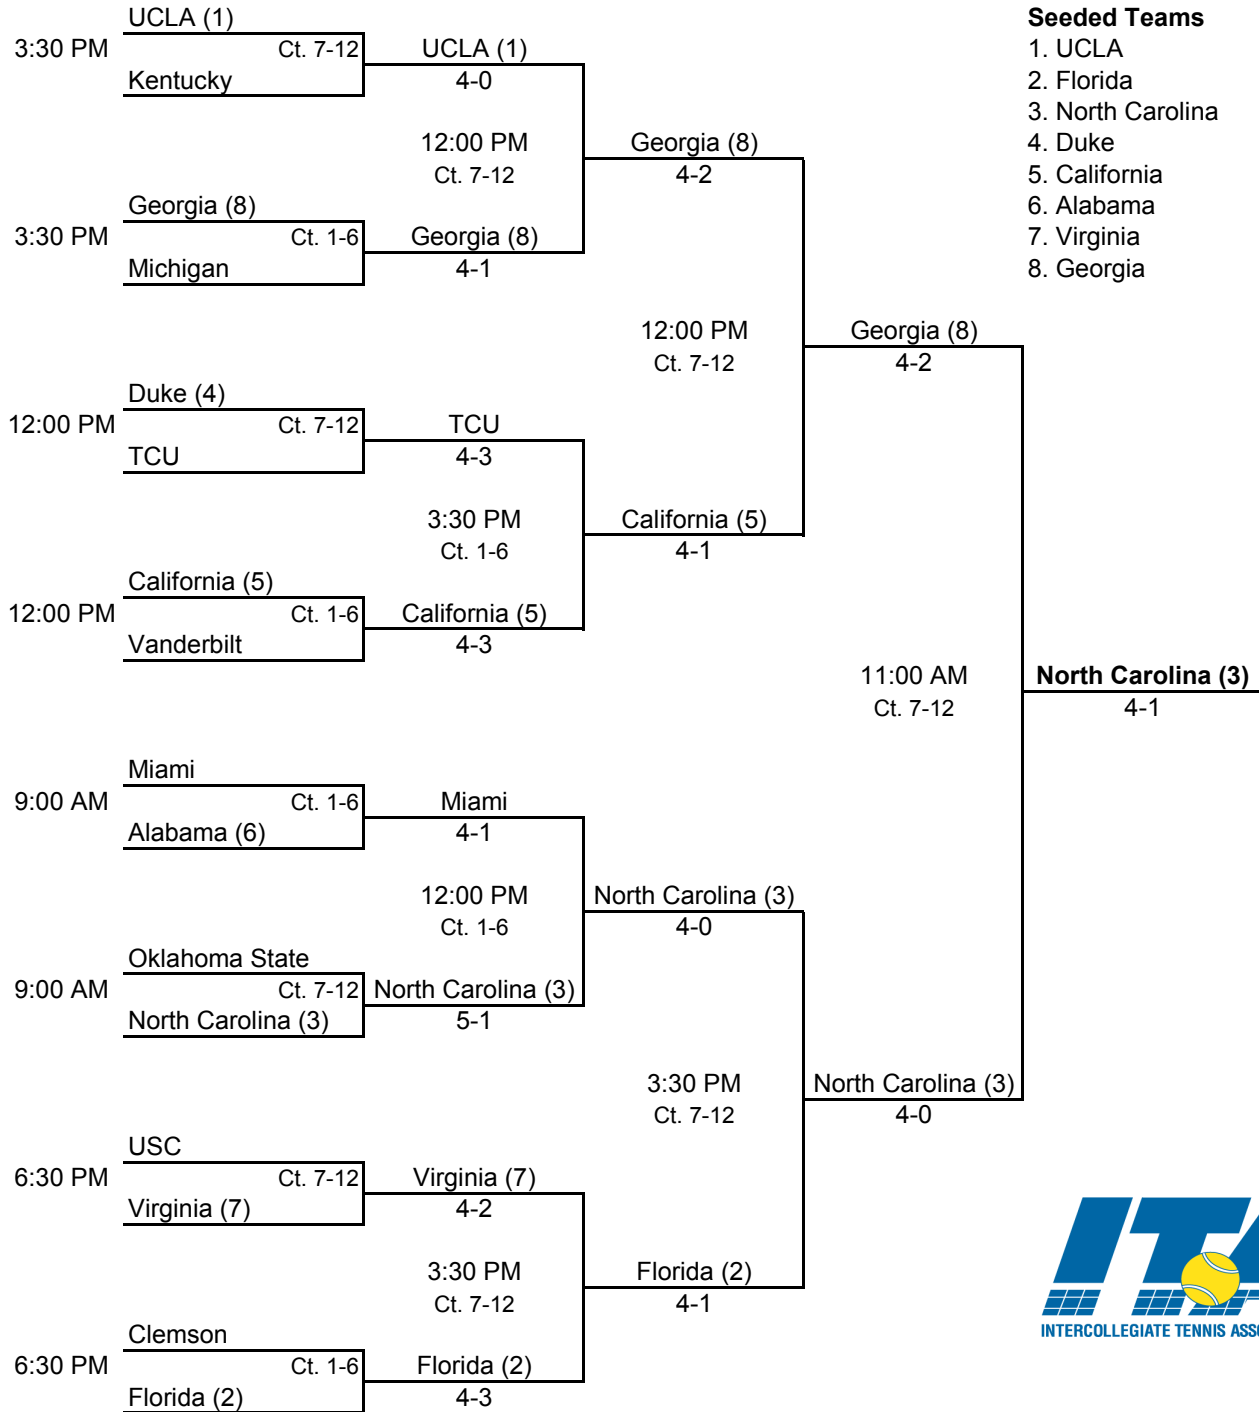 UCLA (1)
3:30 PM
Ct. 7-12
Kentucky
UCLA (1)
4-0
12:00 PM
Ct. 7-12
Georgia (8)
4-2
Georgia (8)
3:30 PM
Ct. 1-6
Michigan
Georgia (8)
4-1
12:00 PM
Ct. 7-12
Georgia (8)
4-2
Duke (4)
12:00 PM
Ct. 7-12
TCU
TCU
4-3
3:30 PM
Ct. 1-6
California (5)
4-1
California (5)
12:00 PM
Ct. 1-6
Vanderbilt
California (5)
4-3
11:00 AM
Ct. 7-12
North Carolina (3)
4-1
Miami
9:00 AM
Ct. 1-6
Alabama (6)
Miami
4-1
12:00 PM
Ct. 1-6
North Carolina (3)
4-0
Oklahoma State
9:00 AM
Ct. 7-12
North Carolina (3)
North Carolina (3)
5-1
3:30 PM
Ct. 7-12
North Carolina (3)
4-0
USC
6:30 PM
Ct. 7-12
Virginia (7)
Virginia (7)
4-2
3:30 PM
Ct. 7-12
Florida (2)
4-1
Clemson
6:30 PM
Ct. 1-6
Florida (2)
Florida (2)
4-3
Seeded Teams
1. UCLA
2. Florida
3. North Carolina
4. Duke
5. California
6. Alabama
7. Virginia
8. Georgia
ITA
INTERCOLLEGIATE TENNIS